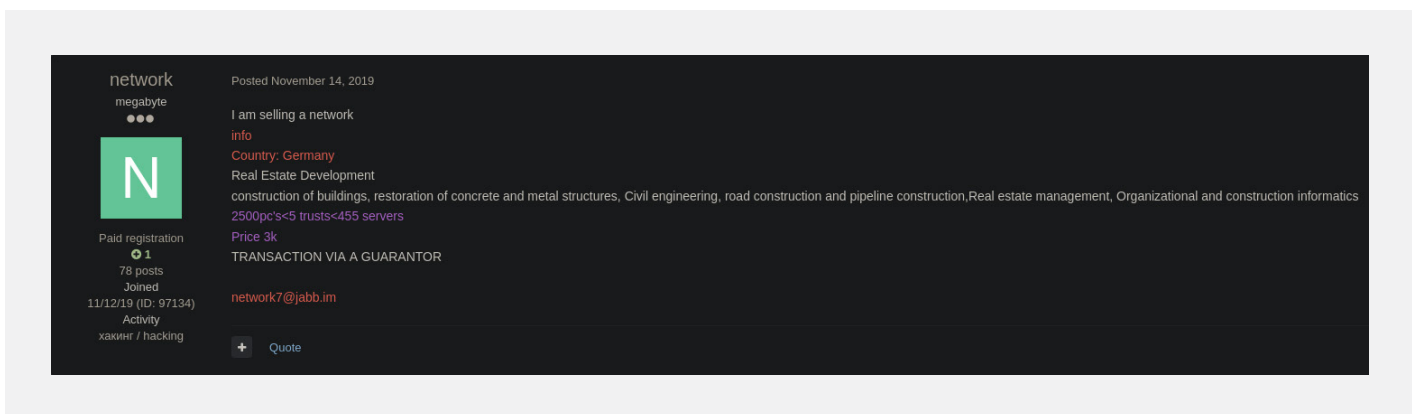 network
megabyte
N
Paid registration
1
78 posts
Joined
11/12/19 (ID: 97134)
Activity
хакинг / hacking
Posted November 14, 2019
I am selling a network
info
Country: Germany
Real Estate Development
construction of buildings, restoration of concrete and metal structures, Civil engineering, road construction and pipeline construction,Real estate management, Organizational and construction informatics
2500pc's<5 trusts<455 servers
Price 3k
TRANSACTION VIA A GUARANTOR
network7@jabb.im
+ Quote